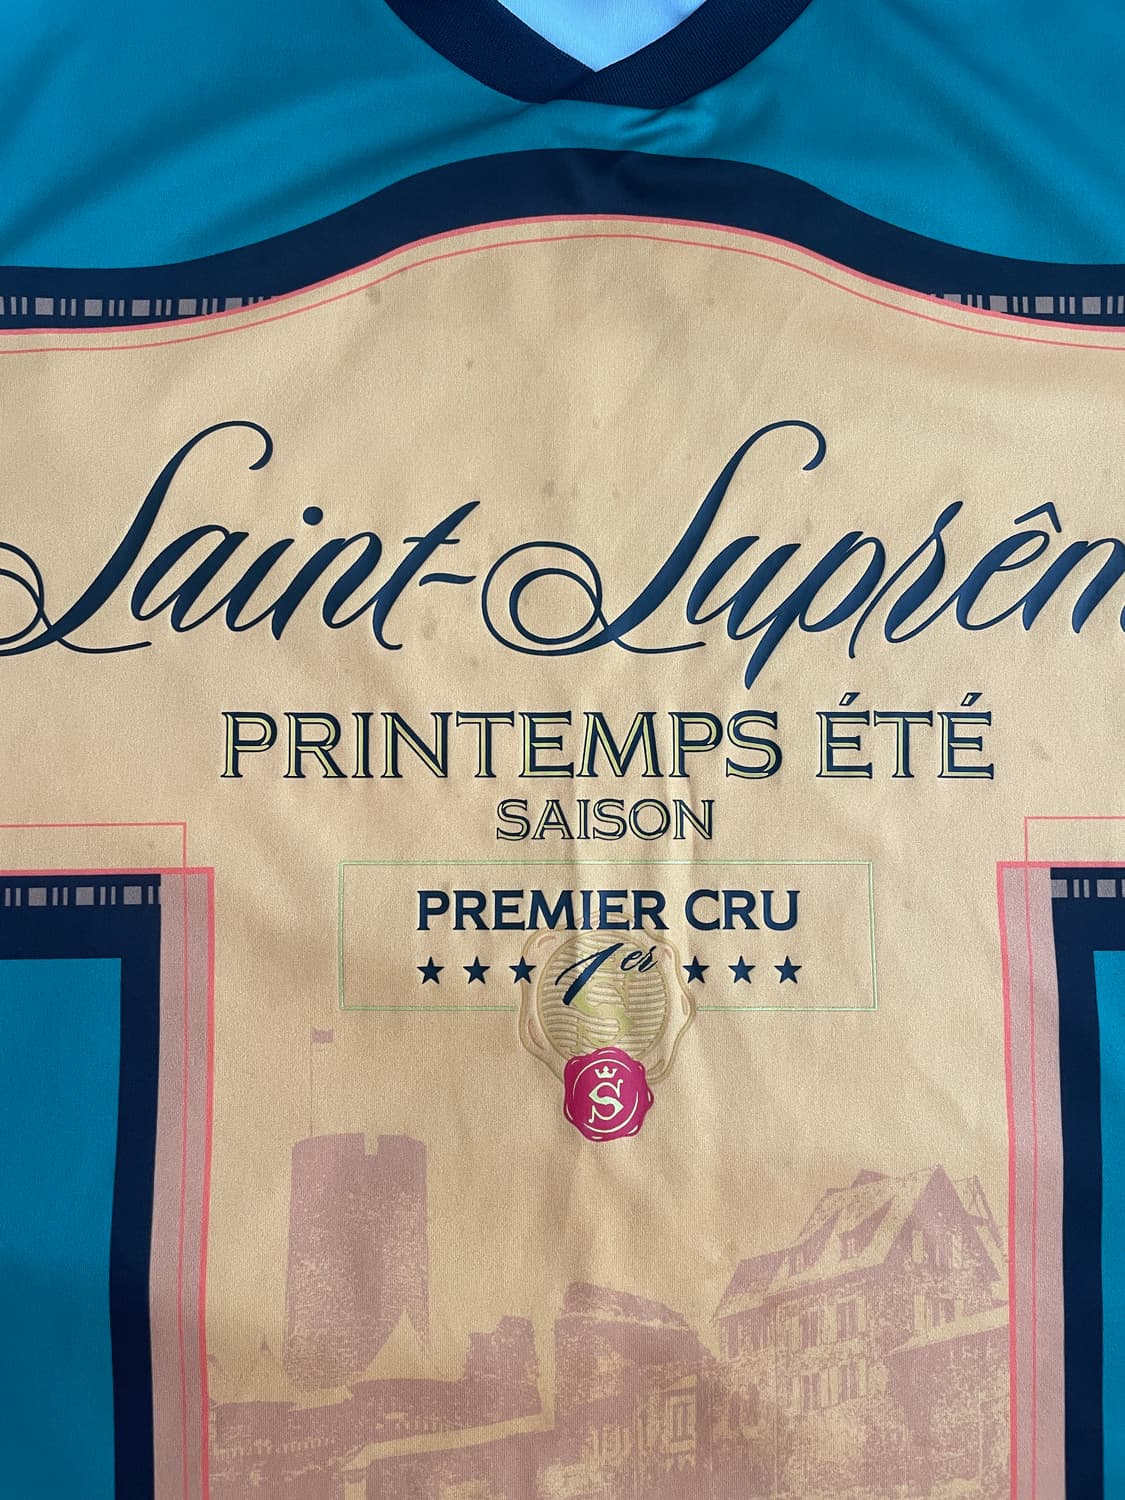 Saint-Suprêm
PRINTEMPS ÉTÉ
SAISON
PREMIER CRU
1er
S
S